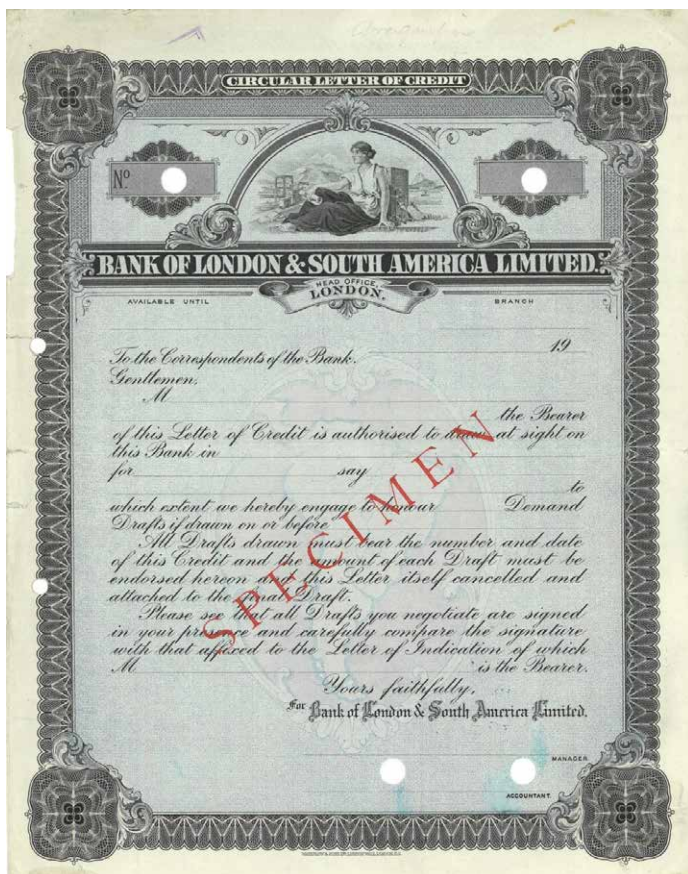 CIRCULAR LETTER OF CREDIT
Nº
BANK OF LONDON & SOUTH AMERICA LIMITED.
HEAD OFFICE,
LONDON.
AVAILABLE UNTIL
BRANCH
19
To the Correspondents of the Bank.
Gentlemen,
M
the Bearer
of this Letter of Credit is authorised to draw at sight on
this Bank in
for say
to
which extent we hereby engage to honour Demand
Drafts if drawn on or before
All Drafts drawn must bear the number and date
of this Credit and the amount of each Draft must be
endorsed hereon and this Letter itself cancelled and
attached to the final Draft.
Please see that all Drafts you negotiate are signed
in your presence and carefully compare the signature
with that affixed to the Letter of Indication of which
M is the Bearer.
Yours faithfully,
For Bank of London & South America Limited.
MANAGER.
ACCOUNTANT.
SPECIMEN